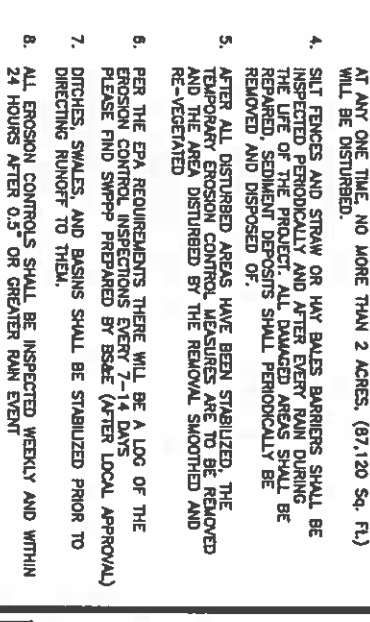 AT ANY ONE TIME, NO MORE THAN 2 ACRES. (87,120 Sq. Ft.)
WILL BE DISTURBED.
4. SILT FENCES AND STRAW OR HAY BALES BARRIERS SHALL BE
INSPECTED PERIODICALLY AND AFTER EVERY RAIN DURING
THE LIFE OF THE PROJECT. ALL DAMAGED AREAS SHALL BE
REPAIRED, SEDIMENT DEPOSITS SHALL PERIODICALLY BE
REMOVED AND DISPOSED OF.
5. AFTER ALL DISTURBED AREAS HAVE BEEN STABILIZED, THE
TEMPORARY EROSION CONTROL MEASURES ARE TO BE REMOVED
AND THE AREA DISTURBED BY THE REMOVAL SMOOTHED AND
RE-VEGETATED
6. PER THE EPA REQUIREMENTS THERE WILL BE A LOG OF THE
EROSION CONTROL INSPECTIONS EVERY 7-14 DAYS
PLEASE FIND SWPPP PREPARED BY BS&E (AFTER LOCAL APPROVAL)
7. DITCHES, SWALES, AND BASINS SHALL BE STABILIZED PRIOR TO
DIRECTING RUNOFF TO THEM.
8. ALL EROSION CONTROLS SHALL BE INSPECTED WEEKLY AND WITHIN
24 HOURS AFTER 0.5" OR GREATER RAIN EVENT